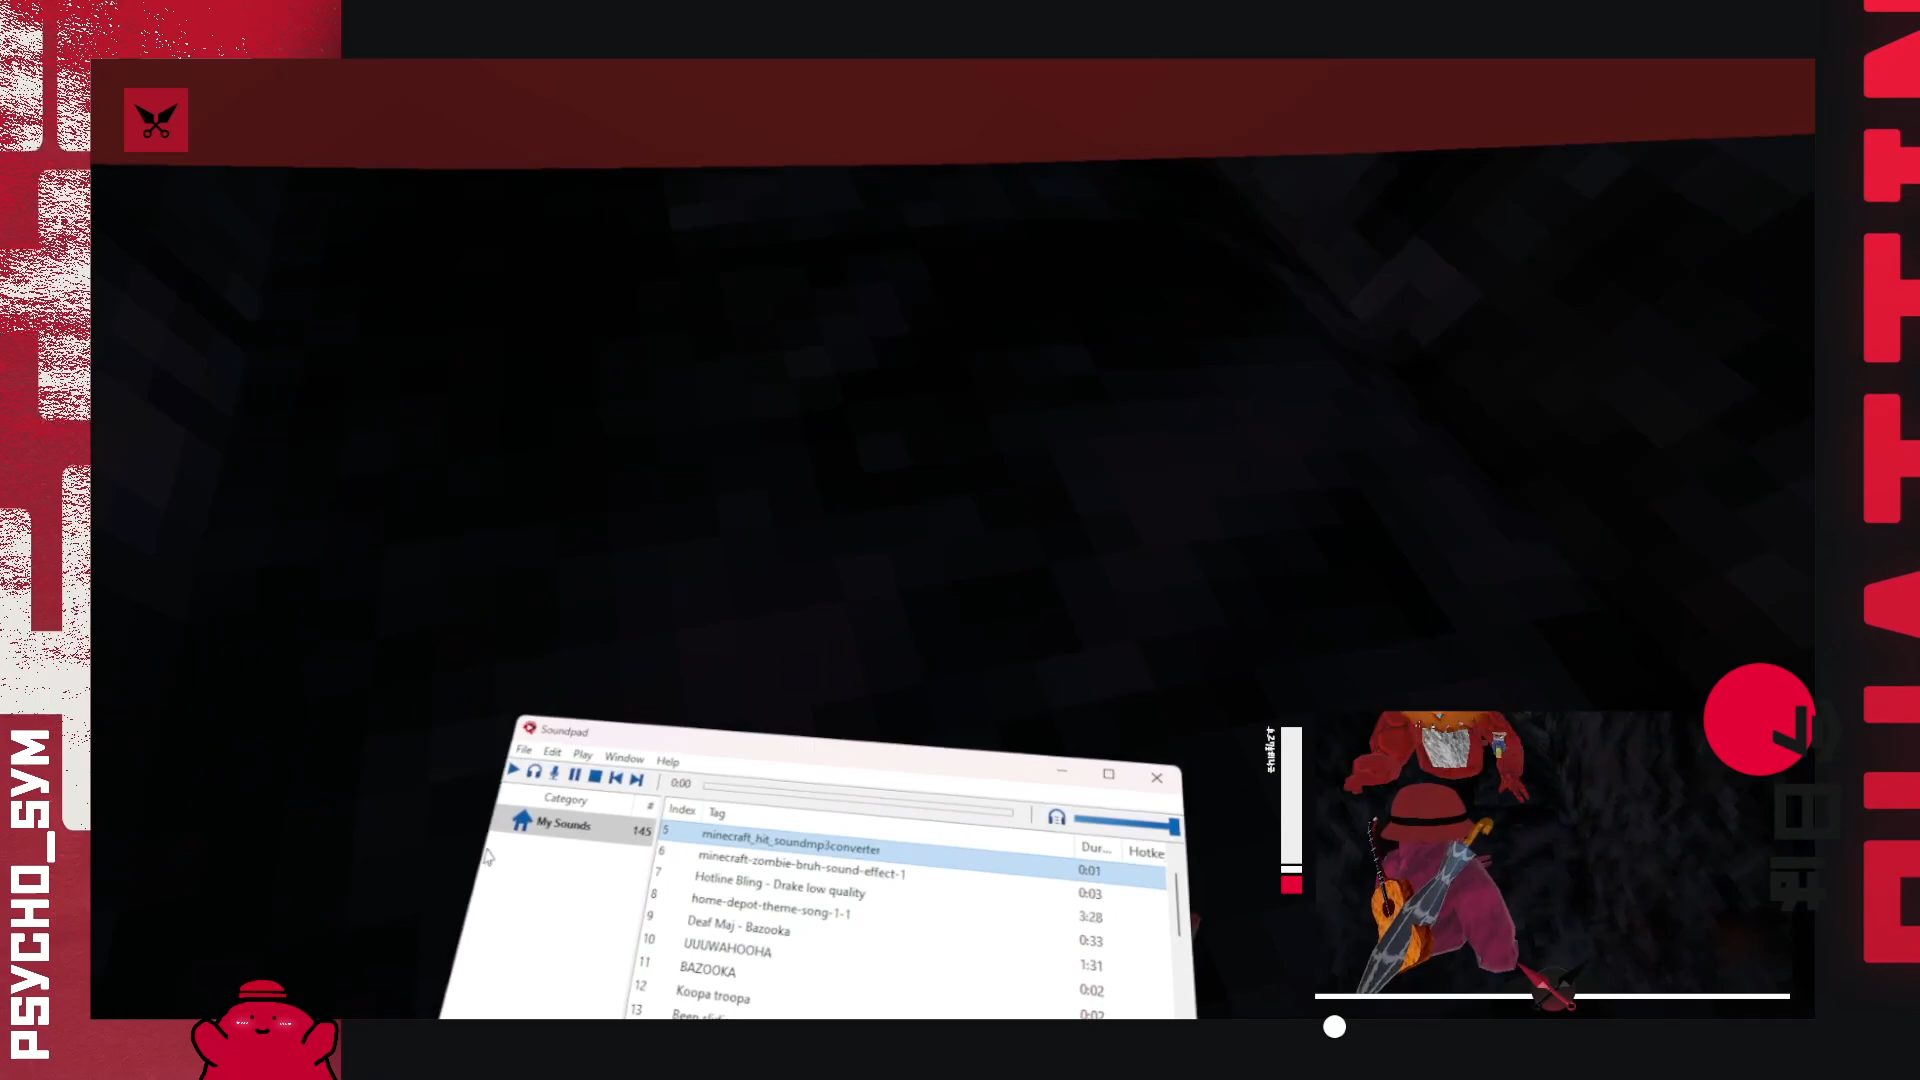 PSYCHO_SYM
Soundpad
File Edit Play Window Help
0:00
Category #
My Sounds 145
Index Tag Dur... Hotke
5 minecraft_hit_soundmp3converter 0:01
6 minecraft-zombie-bruh-sound-effect-1 0:03
7 Hotline Bling - Drake low quality 3:28
8 home-depot-theme-song-1-1 0:33
9 Deaf Maj - Bazooka 1:31
10 UUUWAHOOHA 0:02
11 BAZOOKA 0:02
12 Koopa troopa
13